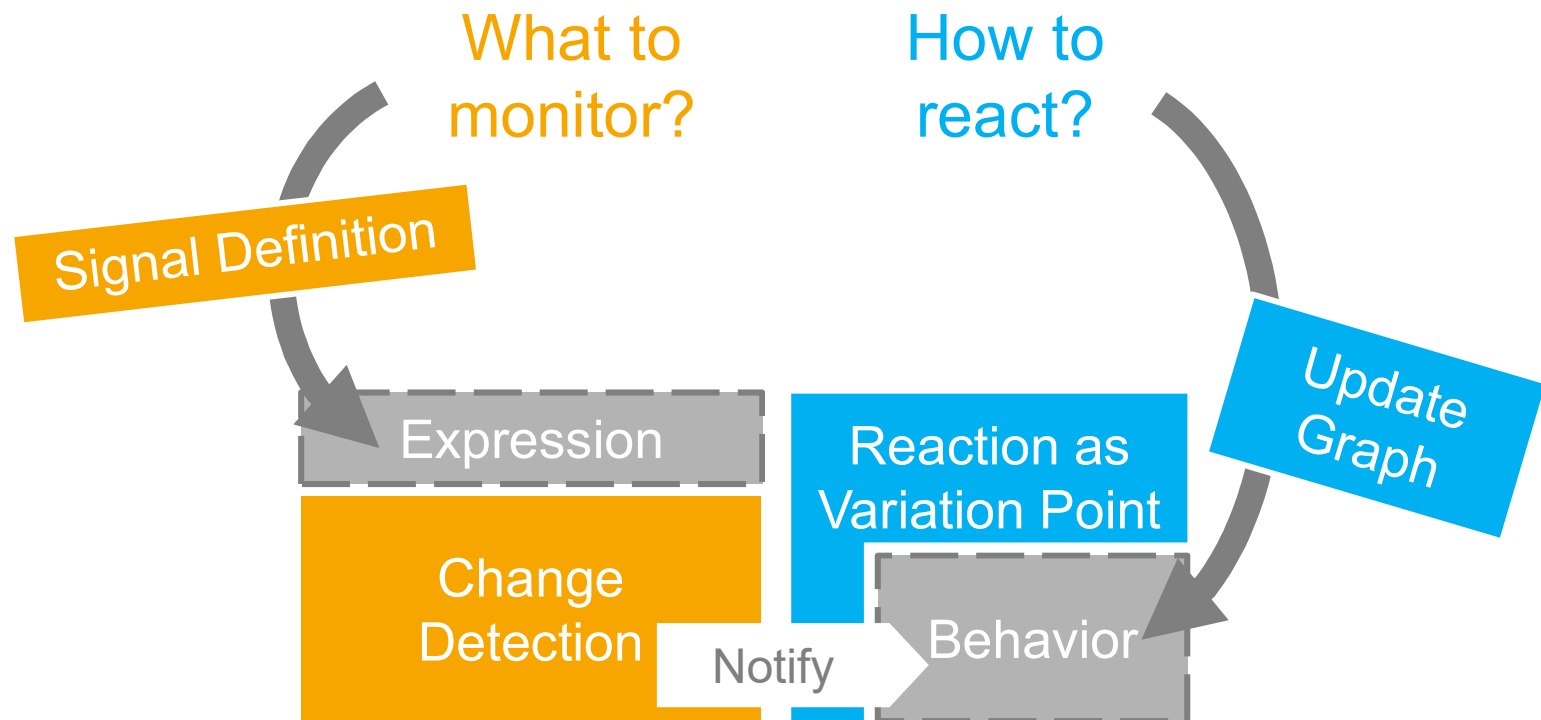 What to
monitor?
How to
react?
Signal Definition
Update
Graph
Expression
Reaction as
Variation Point
Change
Detection
Notify
Behavior